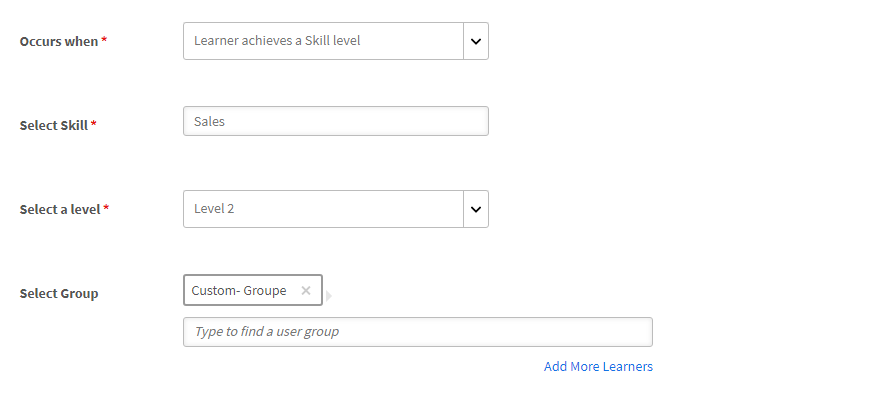 Occurs when *
Learner achieves a Skill level
Select Skill *
Sales
Select a level *
Level 2
Select Group
Custom- Groupe ×
Type to find a user group
Add More Learners